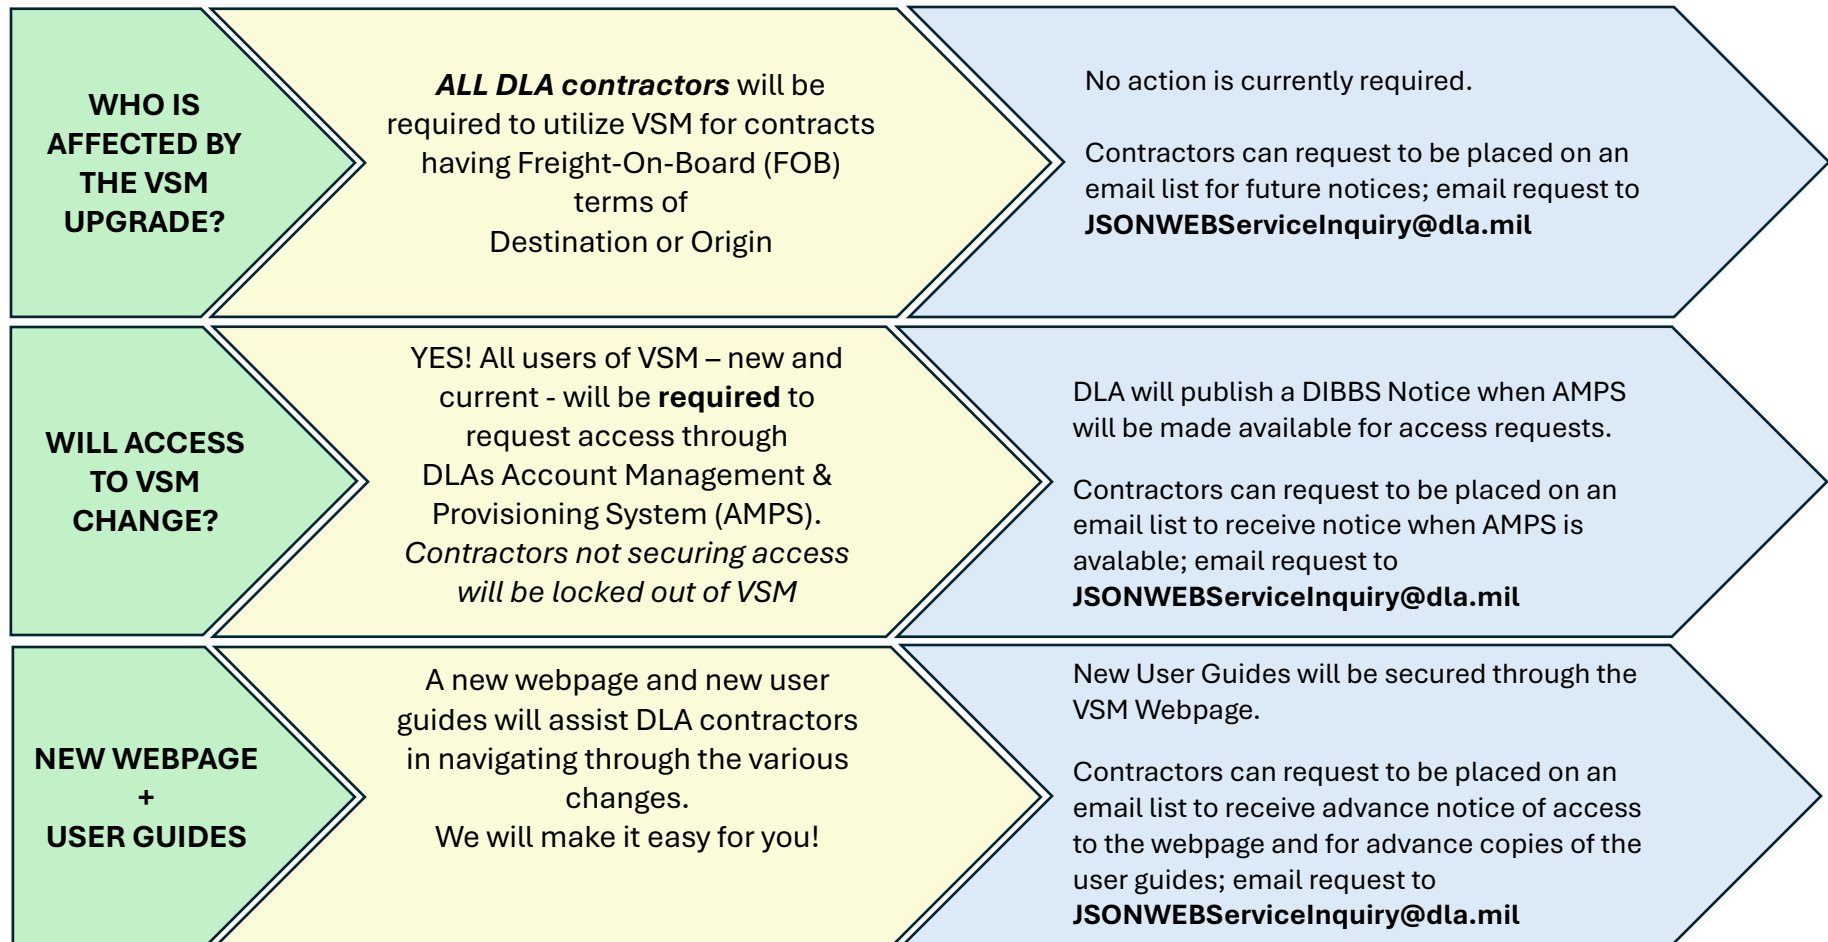 WHO IS
AFFECTED BY
THE VSM
UPGRADE?
ALL DLA contractors will be
required to utilize VSM for contracts
having Freight-On-Board (FOB)
terms of
Destination or Origin
No action is currently required.
Contractors can request to be placed on an
email list for future notices; email request to
JSONWEBServiceInquiry@dla.mil
WILL ACCESS
TO VSM
CHANGE?
YES! All users of VSM – new and
current - will be required to
request access through
DLAs Account Management &
Provisioning System (AMPS).
Contractors not securing access
will be locked out of VSM
DLA will publish a DIBBS Notice when AMPS
will be made available for access requests.
Contractors can request to be placed on an
email list to receive notice when AMPS is
avalable; email request to
JSONWEBServiceInquiry@dla.mil
NEW WEBPAGE
+
USER GUIDES
A new webpage and new user
guides will assist DLA contractors
in navigating through the various
changes.
We will make it easy for you!
New User Guides will be secured through the
VSM Webpage.
Contractors can request to be placed on an
email list to receive advance notice of access
to the webpage and for advance copies of the
user guides; email request to
JSONWEBServiceInquiry@dla.mil